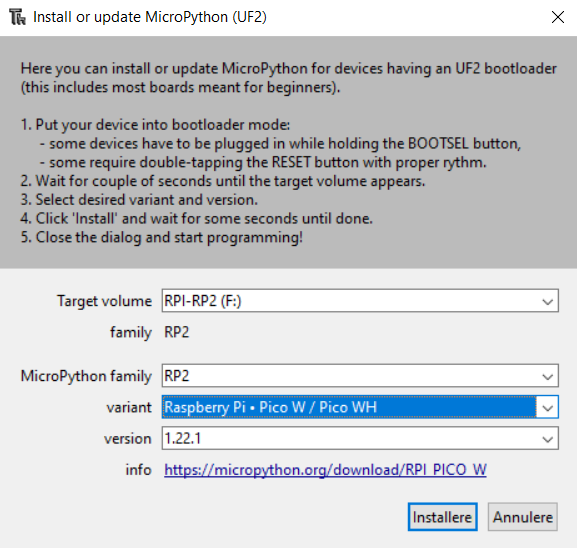 Install or update MicroPython (UF2)
Here you can install or update MicroPython for devices having an UF2 bootloader
(this includes most boards meant for beginners).
1. Put your device into bootloader mode:
- some devices have to be plugged in while holding the BOOTSEL button,
- some require double-tapping the RESET button with proper rythm.
2. Wait for couple of seconds until the target volume appears.
3. Select desired variant and version.
4. Click 'Install' and wait for some seconds until done.
5. Close the dialog and start programming!
Target volume RPI-RP2 (F:)
family RP2
MicroPython family RP2
variant Raspberry Pi • Pico W / Pico WH
version 1.22.1
info https://micropython.org/download/RPI_PICO_W
Installere Annulere